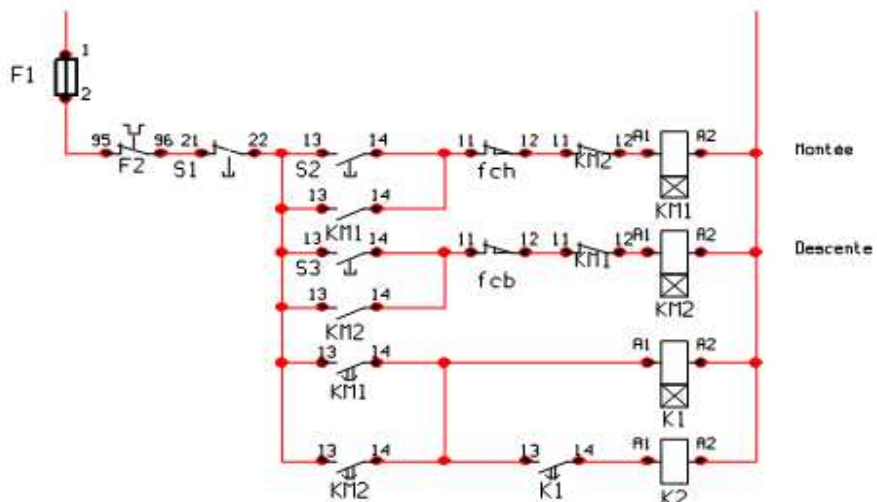 1
F1
2
95 96 21 22 13 14 11 12 11 12 A1 A2
F2 S1 S2 fch KM2 Montée
KM1
13 14
KM1
13 14 11 12 11 12 A1 A2
S3 fcb KM1 Descente
KM2
13 14
KM2
13 14 A1 A2
KM1
K1
13 14 13 14 A1 A2
KM2 K1 K2